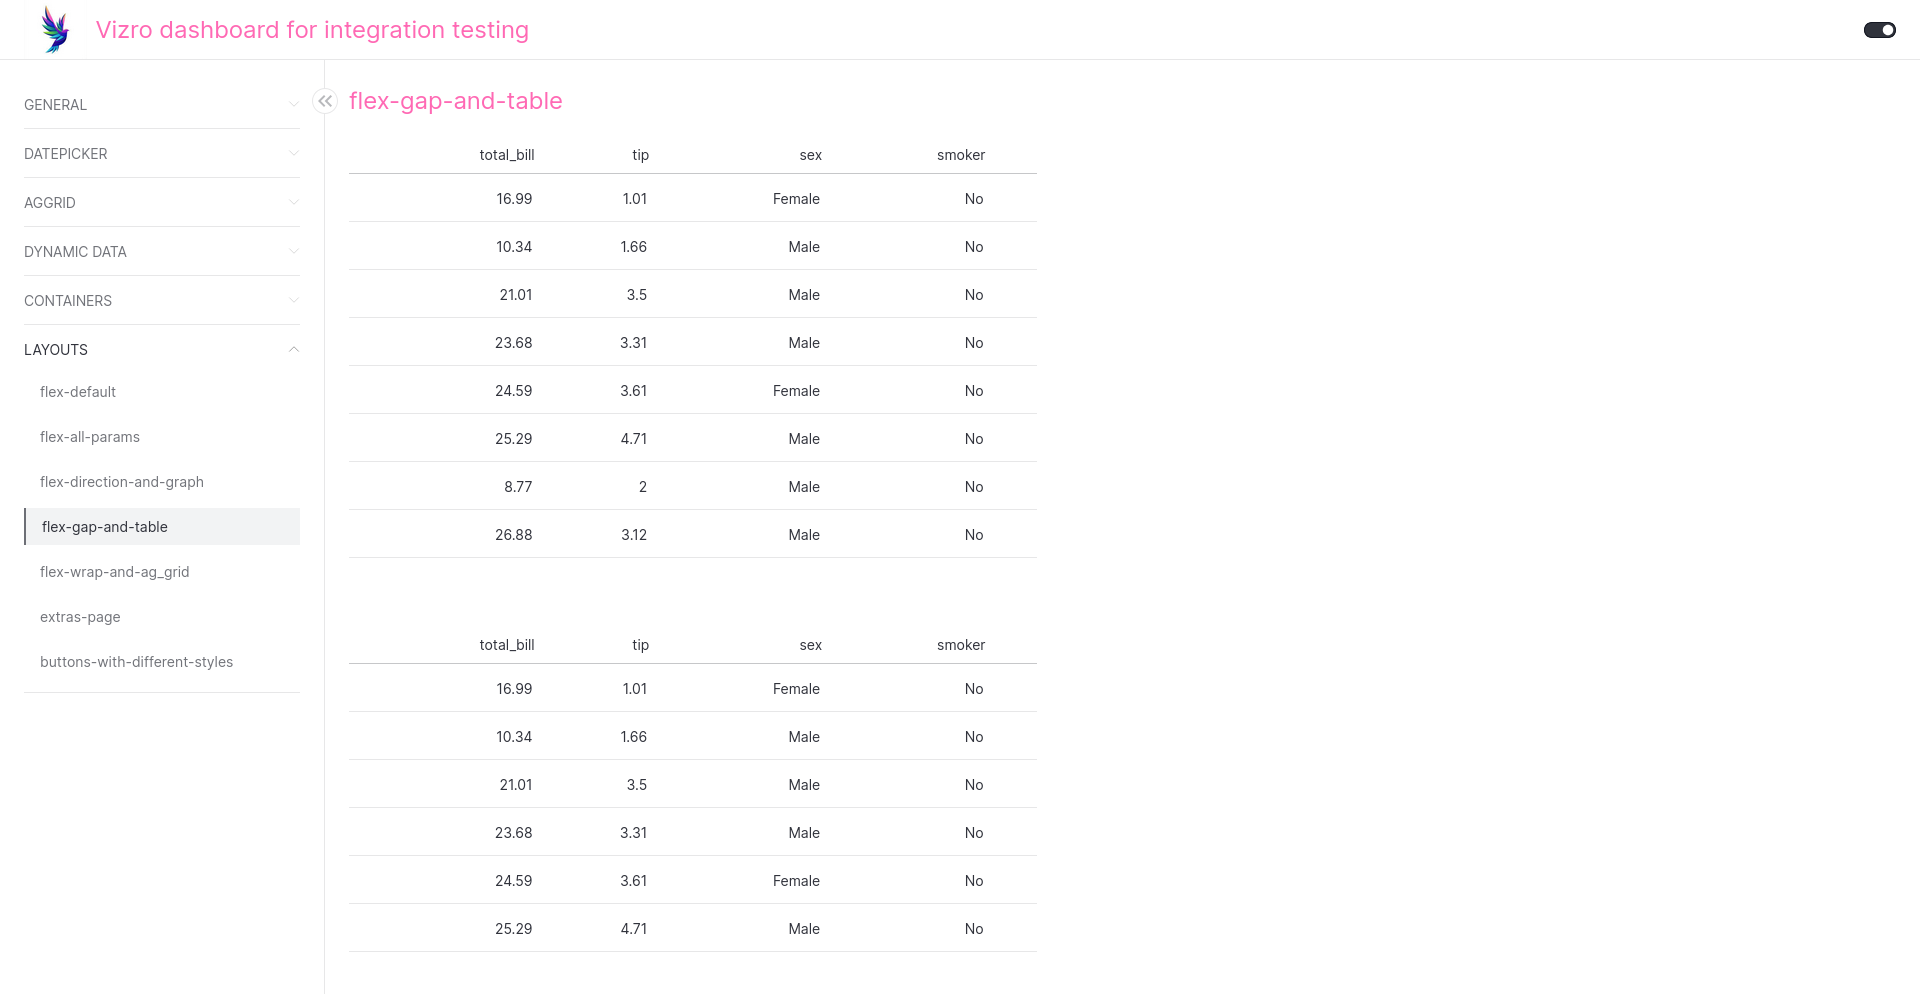 Vizro dashboard for integration testing
GENERAL
DATEPICKER
AGGRID
DYNAMIC DATA
CONTAINERS
LAYOUTS
flex-default
flex-all-params
flex-direction-and-graph
flex-gap-and-table
flex-wrap-and-ag_grid
extras-page
buttons-with-different-styles
flex-gap-and-table
total_bill tip sex smoker
16.99 1.01 Female No
10.34 1.66 Male No
21.01 3.5 Male No
23.68 3.31 Male No
24.59 3.61 Female No
25.29 4.71 Male No
8.77 2 Male No
26.88 3.12 Male No
total_bill tip sex smoker
16.99 1.01 Female No
10.34 1.66 Male No
21.01 3.5 Male No
23.68 3.31 Male No
24.59 3.61 Female No
25.29 4.71 Male No